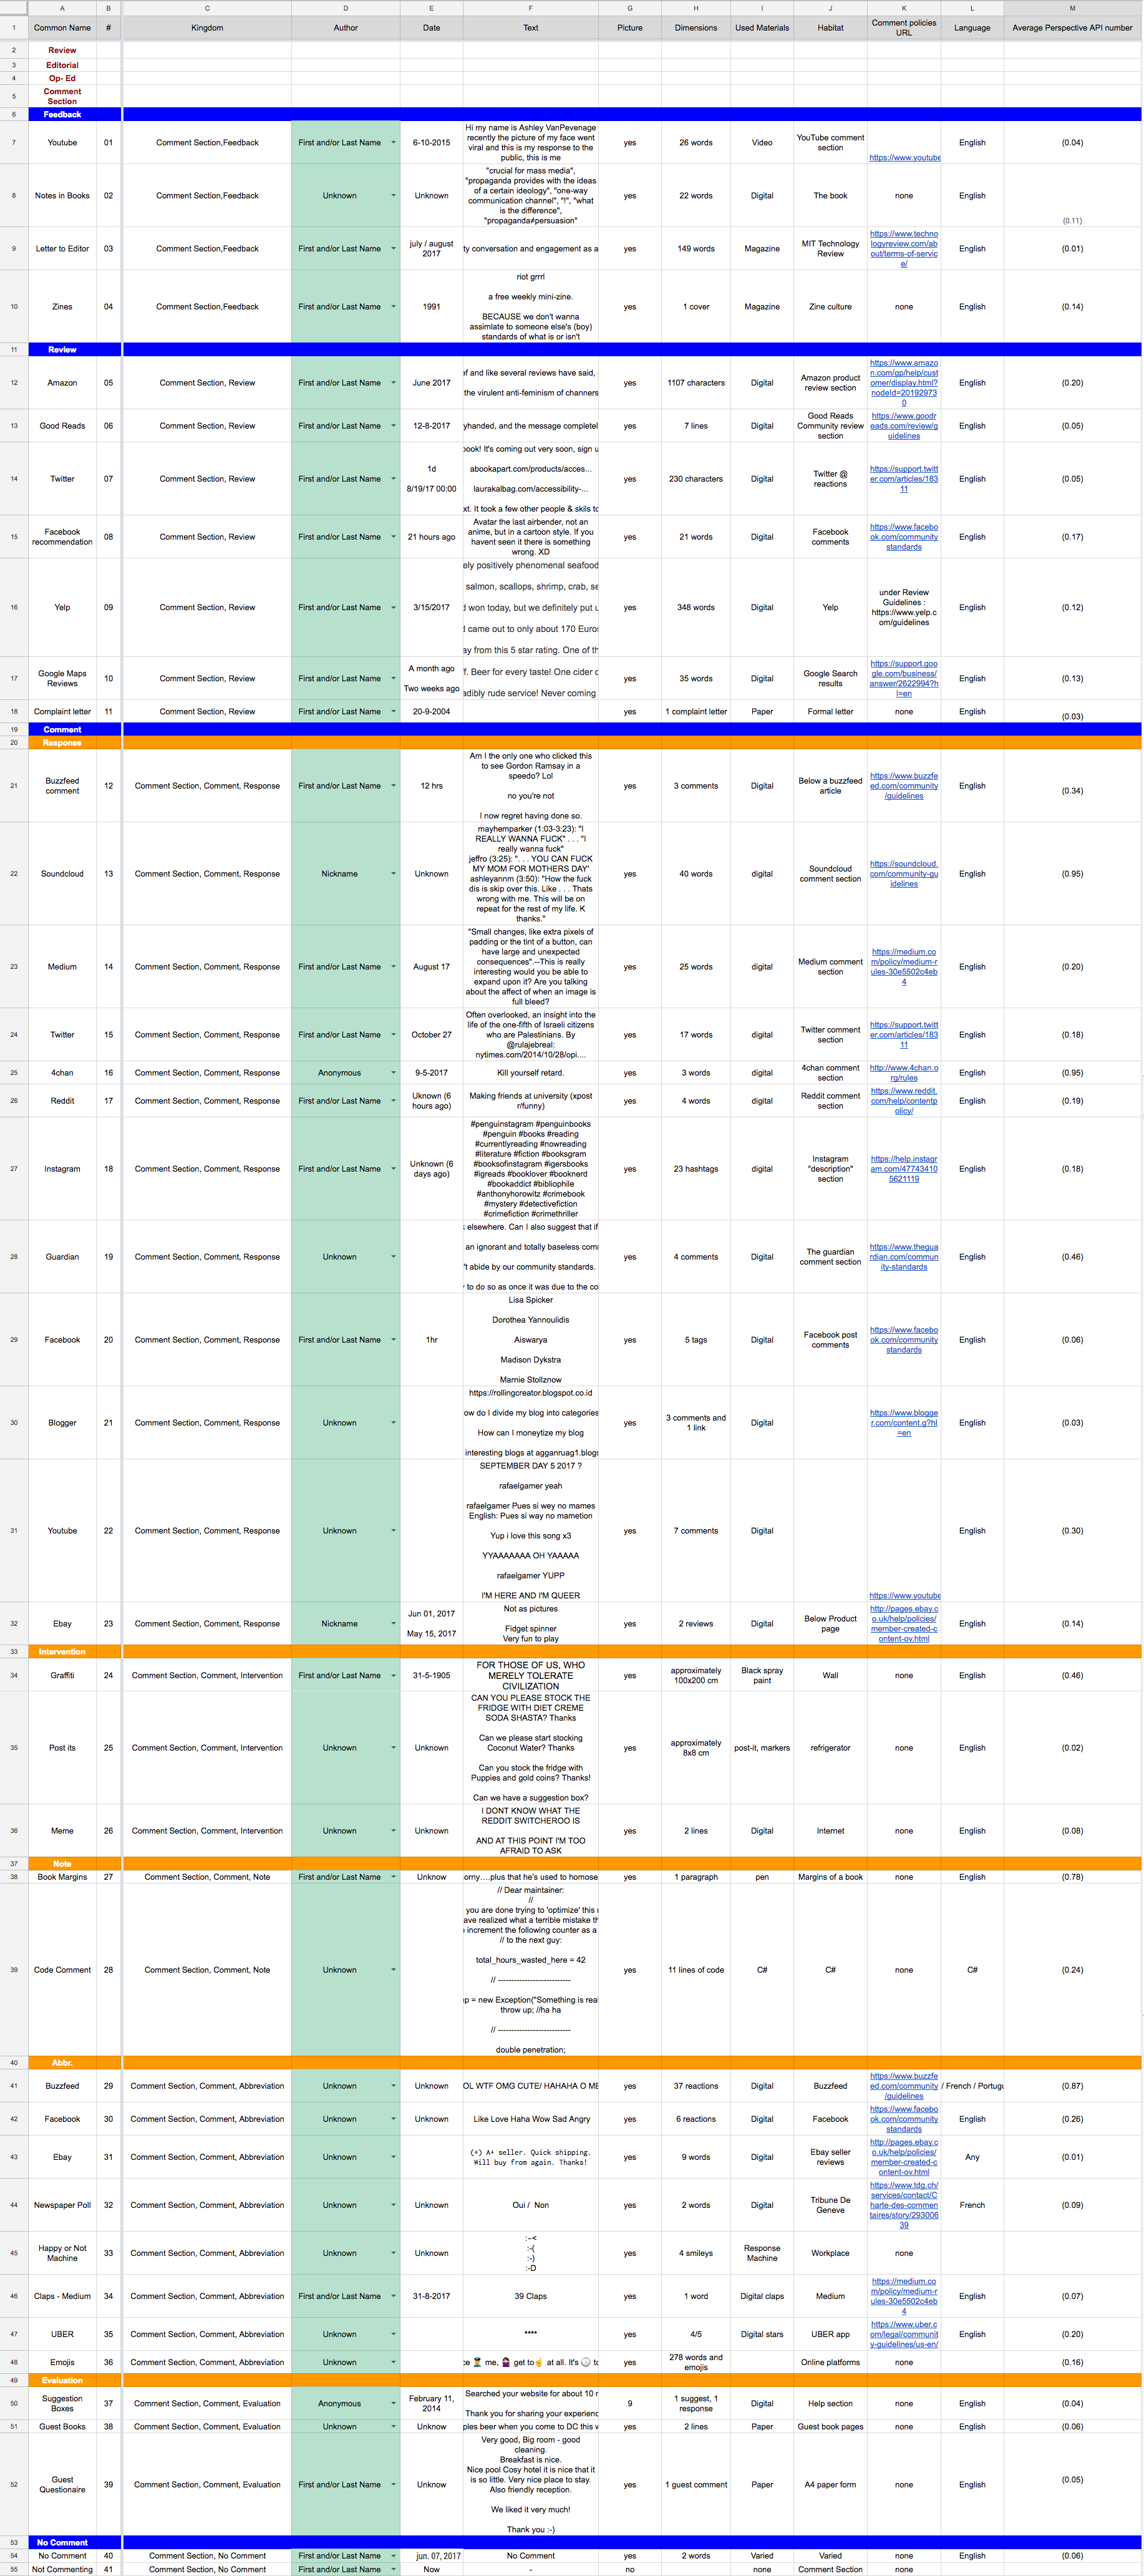 A B C D E F G H I J K L M
1 Common Name # Kingdom Author Date Text Picture Dimensions Used Materials Habitat Comment policies URL Language Average Perspective API number
2 Review
3 Editorial
4 Op- Ed
5 Comment Section
6 Feedback
7 Youtube 01 Comment Section,Feedback First and/or Last Name 6-10-2015 Hi my name is Ashley VanPevenage recently the picture of my face went viral and this is my response to the public, this is me yes 26 words Video YouTube comment section https://www.youtube English (0.04)
8 Notes in Books 02 Comment Section,Feedback Unknown Unknown "crucial for mass media", "propaganda provides with the ideas of a certain ideology", "one-way communication channel", "!", "what is the difference", "propaganda≠persuasion" yes 22 words Digital The book none English (0.11)
9 Letter to Editor 03 Comment Section,Feedback First and/or Last Name july / august 2017 ty conversation and engagement as a yes 149 words Magazine MIT Technology Review https://www.technologyreview.com/about/terms-of-service/ English (0.01)
10 Zines 04 Comment Section,Feedback First and/or Last Name 1991 riot grrrl a free weekly mini-zine. BECAUSE we don't wanna assimlate to someone else's (boy) standards of what is or isn't yes 1 cover Magazine Zine culture none English (0.14)
11 Review
12 Amazon 05 Comment Section, Review First and/or Last Name June 2017 ef and like several reviews have said, the virulent anti-feminism of channers yes 1107 characters Digital Amazon product review section https://www.amazon.com/gp/help/customer/display.html?nodeId=201929730 English (0.20)
13 Good Reads 06 Comment Section, Review First and/or Last Name 12-8-2017 yhanded, and the message completel yes 7 lines Digital Good Reads Community review section https://www.goodreads.com/review/guidelines English (0.05)
14 Twitter 07 Comment Section, Review First and/or Last Name 1d 8/19/17 00:00 book! It's coming out very soon, sign u abookapart.com/products/acces... laurakalbag.com/accessibility-... xt. It took a few other people & skils to yes 230 characters Digital Twitter @ reactions https://support.twitter.com/articles/18311 English (0.05)
15 Facebook recommendation 08 Comment Section, Review First and/or Last Name 21 hours ago Avatar the last airbender, not an anime, but in a cartoon style. If you havent seen it there is something wrong. XD yes 21 words Digital Facebook comments https://www.facebook.com/communitystandards English (0.17)
16 Yelp 09 Comment Section, Review First and/or Last Name 3/15/2017 ely positively phenomenal seafood salmon, scallops, shrimp, crab, se d won today, but we definitely put u d came out to only about 170 Euros ay from this 5 star rating. One of th yes 348 words Digital Yelp under Review Guidelines : https://www.yelp.com/guidelines English (0.12)
17 Google Maps Reviews 10 Comment Section, Review First and/or Last Name A month ago Two weeks ago f. Beer for every taste! One cider c adibly rude service! Never coming yes 35 words Digital Google Search results https://support.google.com/business/answer/2622994?hl=en English (0.13)
18 Complaint letter 11 Comment Section, Review First and/or Last Name 20-9-2004 yes 1 complaint letter Paper Formal letter none English (0.03)
19 Comment
20 Response
21 Buzzfeed comment 12 Comment Section, Comment, Response First and/or Last Name 12 hrs Am I the only one who clicked this to see Gordon Ramsay in a speedo? Lol no you're not I now regret having done so. yes 3 comments Digital Below a buzzfeed article https://www.buzzfeed.com/community/guidelines English (0.34)
22 Soundcloud 13 Comment Section, Comment, Response Nickname Unknown mayhemparker (1:03-3:23): "I REALLY WANNA FUCK" . . . "I really wanna fuck" jeffro (3:25): ". . . YOU CAN FUCK MY MOM FOR MOTHERS DAY' ashleyannm (3:50): "How the fuck dis is skip over this. Like . . . Thats wrong with me. This will be on repeat for the rest of my life. K thanks." yes 40 words digital Soundcloud comment section https://soundcloud.com/community-guidelines English (0.95)
23 Medium 14 Comment Section, Comment, Response First and/or Last Name August 17 "Small changes, like extra pixels of padding or the tint of a button, can have large and unexpected consequences".--This is really interesting would you be able to expand upon it? Are you talking about the affect of when an image is full bleed? yes 25 words digital Medium comment section https://medium.com/policy/medium-rules-30e5502c4eb4 English (0.20)
24 Twitter 15 Comment Section, Comment, Response First and/or Last Name October 27 Often overlooked, an insight into the life of the one-fifth of Israeli citizens who are Palestinians. By @rulajebreal: nytimes.com/2014/10/28/opi.... yes 17 words digital Twitter comment section https://support.twitter.com/articles/18311 English (0.18)
25 4chan 16 Comment Section, Comment, Response Anonymous 9-5-2017 Kill yourself retard. yes 3 words digital 4chan comment section http://www.4chan.org/rules English (0.95)
26 Reddit 17 Comment Section, Comment, Response First and/or Last Name Uknown (6 hours ago) Making friends at university (xpost r/funny) yes 4 words digital Reddit comment section https://www.reddit.com/help/contentpolicy/ English (0.19)
27 Instagram 18 Comment Section, Comment, Response First and/or Last Name Unknown (6 days ago) #penguinstagram #penguinbooks #penguin #books #reading #currentlyreading #nowreading #literature #fiction #booksgram #booksofinstagram #igersbooks #igreads #booklover #booknerd #bookaddict #bibliophile #anthonyhorowitz #crimebook #mystery #detectivefiction #crimefiction #crimethriller yes 23 hashtags digital Instagram "description" section https://help.instagram.com/477434105621119 English (0.18)
28 Guardian 19 Comment Section, Comment, Response Unknown elsewhere. Can I also suggest that if an ignorant and totally baseless com 't abide by our community standards. to do so as once it was due to the co yes 4 comments Digital The guardian comment section https://www.theguardian.com/community-standards English (0.46)
29 Facebook 20 Comment Section, Comment, Response First and/or Last Name 1hr Lisa Spicker Dorothea Yannoulidis Aiswarya Madison Dykstra Marnie Stollznow yes 5 tags Digital Facebook post comments https://www.facebook.com/communitystandards English (0.06)
30 Blogger 21 Comment Section, Comment, Response Unknown https://rollingcreator.blogspot.co.id ow do I divide my blog into categories How can I moneytize my blog interesting blogs at agganruag1.blogs yes 3 comments and 1 link Digital https://www.blogger.com/content.g?hl=en English (0.03)
31 Youtube 22 Comment Section, Comment, Response Unknown SEPTEMBER DAY 5 2017 ? rafaelgamer yeah rafaelgamer Pues si wey no mames English: Pues si way no mametion Yup i love this song x3 YYAAAAAAA OH YAAAAA rafaelgamer YUPP I'M HERE AND I'M QUEER yes 7 comments Digital https://www.youtube English (0.30)
32 Ebay 23 Comment Section, Comment, Response Nickname Jun 01, 2017 May 15, 2017 Not as pictures Fidget spinner Very fun to play yes 2 reviews Digital Below Product page http://pages.ebay.co.uk/help/policies/member-created-content-ov.html English (0.14)
33 Intervention
34 Graffiti 24 Comment Section, Comment, Intervention First and/or Last Name 31-5-1905 FOR THOSE OF US, WHO MERELY TOLERATE CIVILIZATION yes approximately 100x200 cm Black spray paint Wall none English (0.46)
35 Post its 25 Comment Section, Comment, Intervention Unknown Unknown CAN YOU PLEASE STOCK THE FRIDGE WITH DIET CREME SODA SHASTA? Thanks Can we please start stocking Coconut Water? Thanks Can you stock the fridge with Puppies and gold coins? Thanks! Can we have a suggestion box? yes approximately 8x8 cm post-it, markers refrigerator none English (0.02)
36 Meme 26 Comment Section, Comment, Intervention Unknown Unknown I DONT KNOW WHAT THE REDDIT SWITCHEROO IS AND AT THIS POINT I'M TOO AFRAID TO ASK yes 2 lines Digital Internet none English (0.08)
37 Note
38 Book Margins 27 Comment Section, Comment, Note First and/or Last Name Unknow orny….plus that he's used to homose yes 1 paragraph pen Margins of a book none English (0.78)
39 Code Comment 28 Comment Section, Comment, Note Unknown // Dear maintainer: // you are done trying to 'optimize' this ave realized what a terrible mistake th increment the following counter as a // to the next guy: total_hours_wasted_here = 42 // -------------------------- up = new Exception("Something is rea throw up; //ha ha // -------------------------- double penetration; yes 11 lines of code C# C# none C# (0.24)
40 Abbr.
41 Buzzfeed 29 Comment Section, Comment, Abbreviation Unknown Unknown OL WTF OMG CUTE/ HAHAHA O ME yes 37 reactions Digital Buzzfeed https://www.buzzfeed.com/community/guidelines / French / Portugu (0.87)
42 Facebook 30 Comment Section, Comment, Abbreviation Unknown Unknown Like Love Haha Wow Sad Angry yes 6 reactions Digital Facebook https://www.facebook.com/communitystandards English (0.26)
43 Ebay 31 Comment Section, Comment, Abbreviation Unknown Unknown (+) A+ seller. Quick shipping. Will buy from again. Thanks! yes 9 words Digital Ebay seller reviews http://pages.ebay.co.uk/help/policies/member-created-content-ov.html Any (0.01)
44 Newspaper Poll 32 Comment Section, Comment, Abbreviation Unknown Unknown Oui / Non yes 2 words Digital Tribune De Geneve https://www.tdg.ch/services/contact/Charte-des-commentaires/story/29300639 French (0.09)
45 Happy or Not Machine 33 Comment Section, Comment, Abbreviation Unknown Unknown :-< :-( :-) :-D yes 4 smileys Response Machine Workplace none
46 Claps - Medium 34 Comment Section, Comment, Abbreviation First and/or Last Name 31-8-2017 39 Claps yes 1 word Digital claps Medium https://medium.com/policy/medium-rules-30e5502c4eb4 English (0.07)
47 UBER 35 Comment Section, Comment, Abbreviation Unknown Unknown **** yes 4/5 Digital stars UBER app https://www.uber.com/legal/community-guidelines/us-en/ English (0.20)
48 Emojis 36 Comment Section, Comment, Abbreviation Unknown me, get to at all. It's yes 278 words and emojis Online platforms none English (0.16)
49 Evaluation
50 Suggestion Boxes 37 Comment Section, Comment, Evaluation Anonymous February 11, 2014 Searched your website for about 10 r Thank you for sharing your experienc 9 1 suggest, 1 response Digital Help section none English (0.04)
51 Guest Books 38 Comment Section, Comment, Evaluation Unknown Unknow ples beer when you come to DC this w yes 2 lines Paper Guest book pages none English (0.06)
52 Guest Questionaire 39 Comment Section, Comment, Evaluation First and/or Last Name Unknow Very good, Big room - good cleaning. Breakfast is nice. Nice pool Cosy hotel it is nice that it is so little. Very nice place to stay. Also friendly reception. We liked it very much! Thank you :-) yes 1 guest comment Paper A4 paper form none English (0.05)
53 No Comment
54 No Comment 40 Comment Section, No Comment First and/or Last Name jun. 07, 2017 No Comment yes 2 words Varied Varied none English (0.06)
55 Not Commenting 41 Comment Section, No Comment First and/or Last Name Now - no none Comment Section none